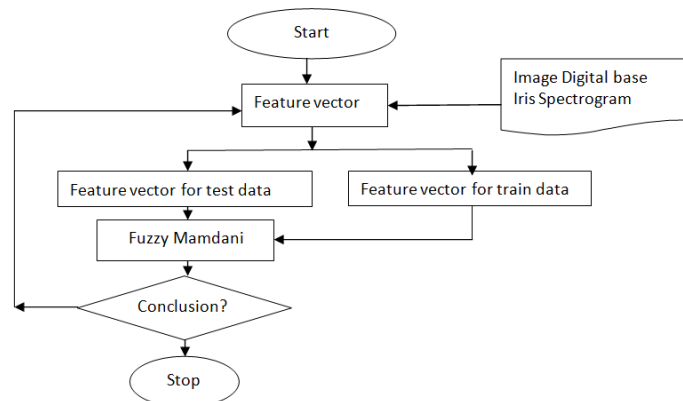 Start
Image Digital base
Iris Spectrogram
Feature vector
Feature vector for test data
Feature vector for train data
Fuzzy Mamdani
Conclusion?
Stop